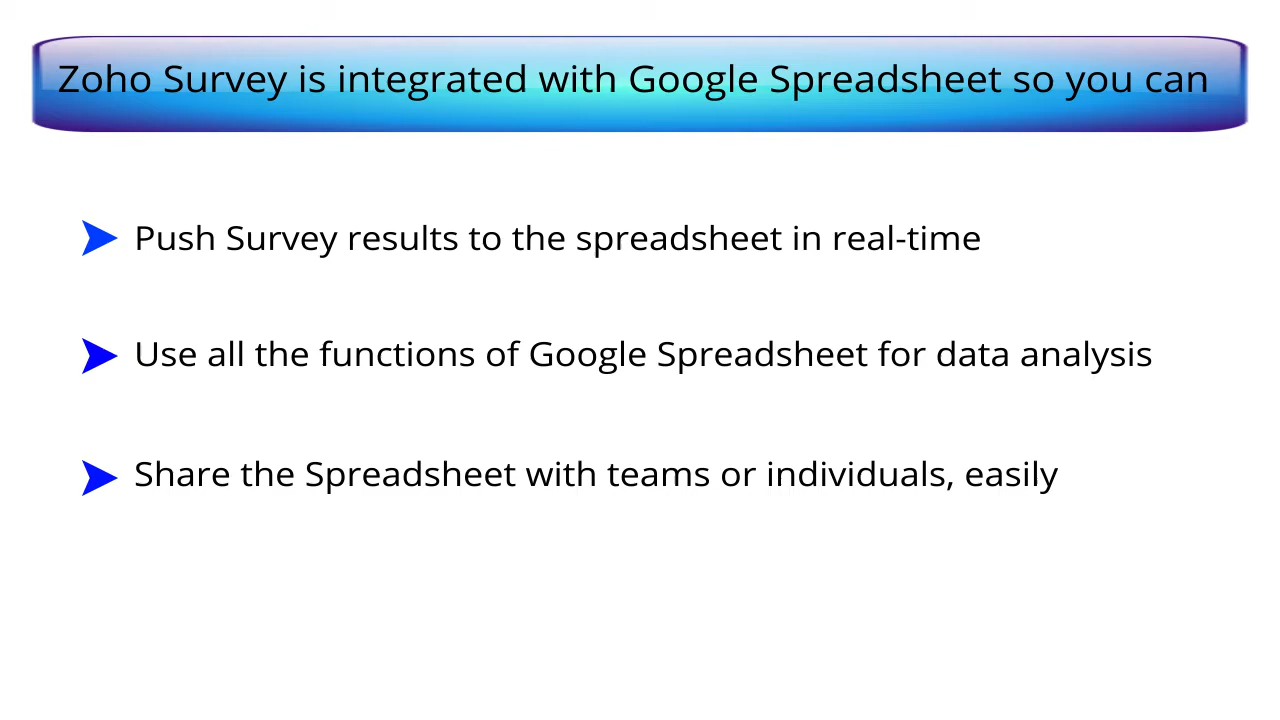 Zoho Survey is integrated with Google Spreadsheet so you can
Push Survey results to the spreadsheet in real-time
Use all the functions of Google Spreadsheet for data analysis
Share the Spreadsheet with teams or individuals, easily